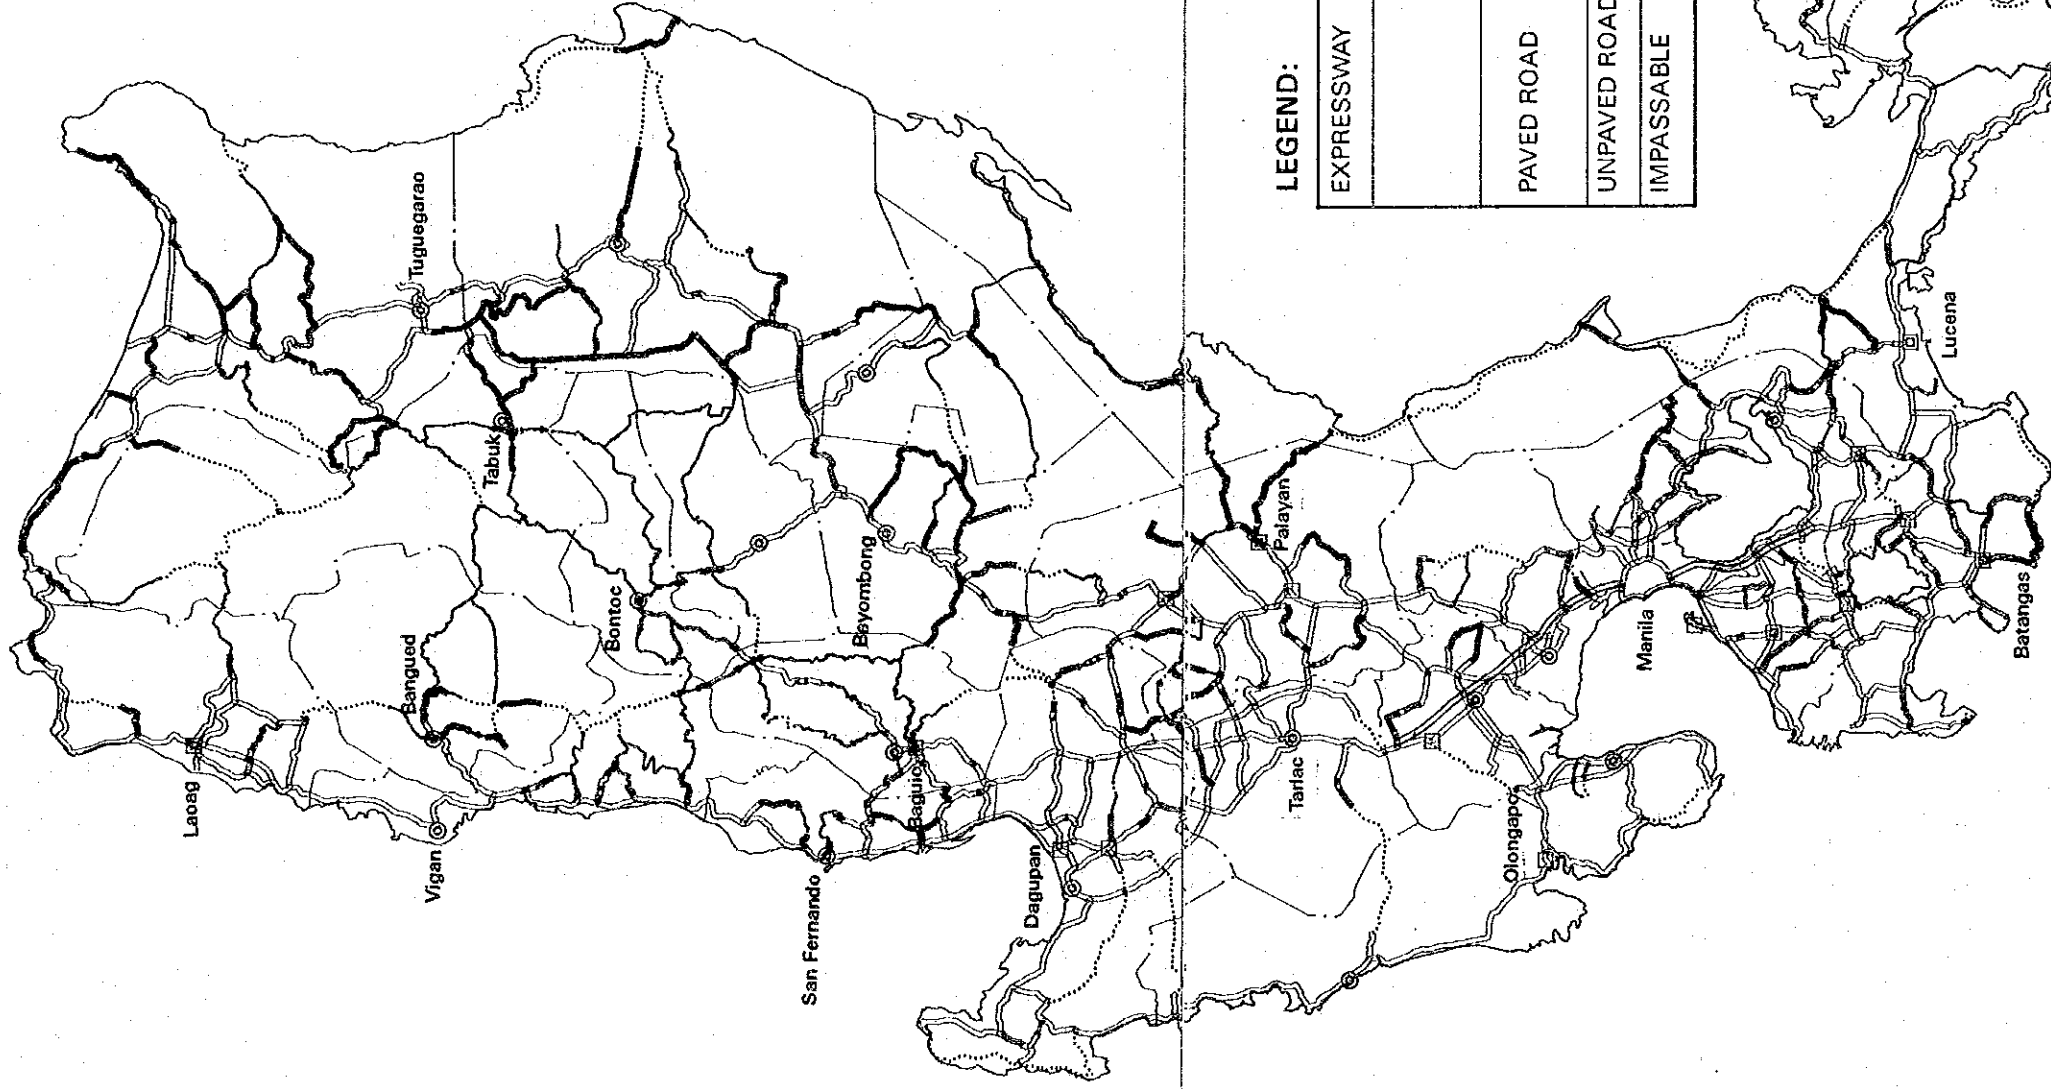 Laoag
Bangued
Tuguegarao
Vigan
Tabuk
Bontoc
San Fernando
Bayombong
Baguio
Dagupan
Palayan
Tarlac
Olongapo
Manila
Lucena
Batangas
LEGEND:
EXPRESSWAY
PAVED ROAD
UNPAVED ROAD
IMPASSABLE